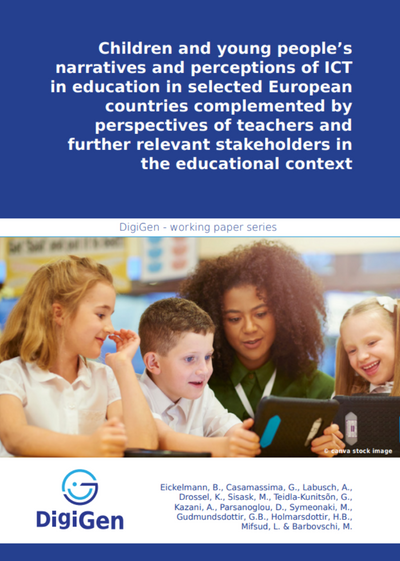 Children and young people's
narratives and perceptions of ICT
in education in selected European
countries complemented by
perspectives of teachers and
further relevant stakeholders in
the educational context
DigiGen - working paper series
© canva stock image
DigiGen
Eickelmann, B., Casamassima, G., Labusch, A.,
Drossel, K., Sisask, M., Teidla-Kunitsõn, G.,
Kazani, A., Parsanoglou, D., Symeonaki, M.,
Gudmundsdottir, G.B., Holmarsdottir, H.B.,
Mifsud, L. & Barbovschi, M.